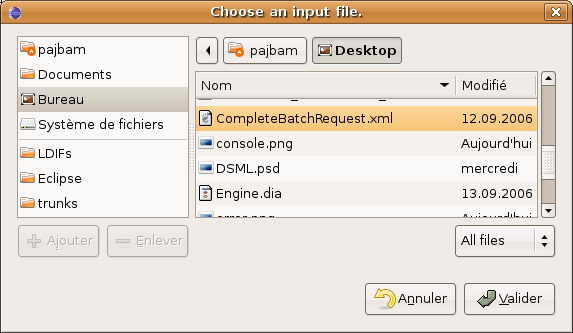 Choose an input file.
pajbam
Documents
Bureau
Système de fichiers
LDIFs
Eclipse
trunks
pajbam Desktop
Nom Modifié
CompleteBatchRequest.xml 12.09.2006
console.png Aujourd'hui
DSML.psd mercredi
Engine.dia 13.09.2006
error.png Aujourd'hui
Ajouter Enlever
All files
Annuler Valider